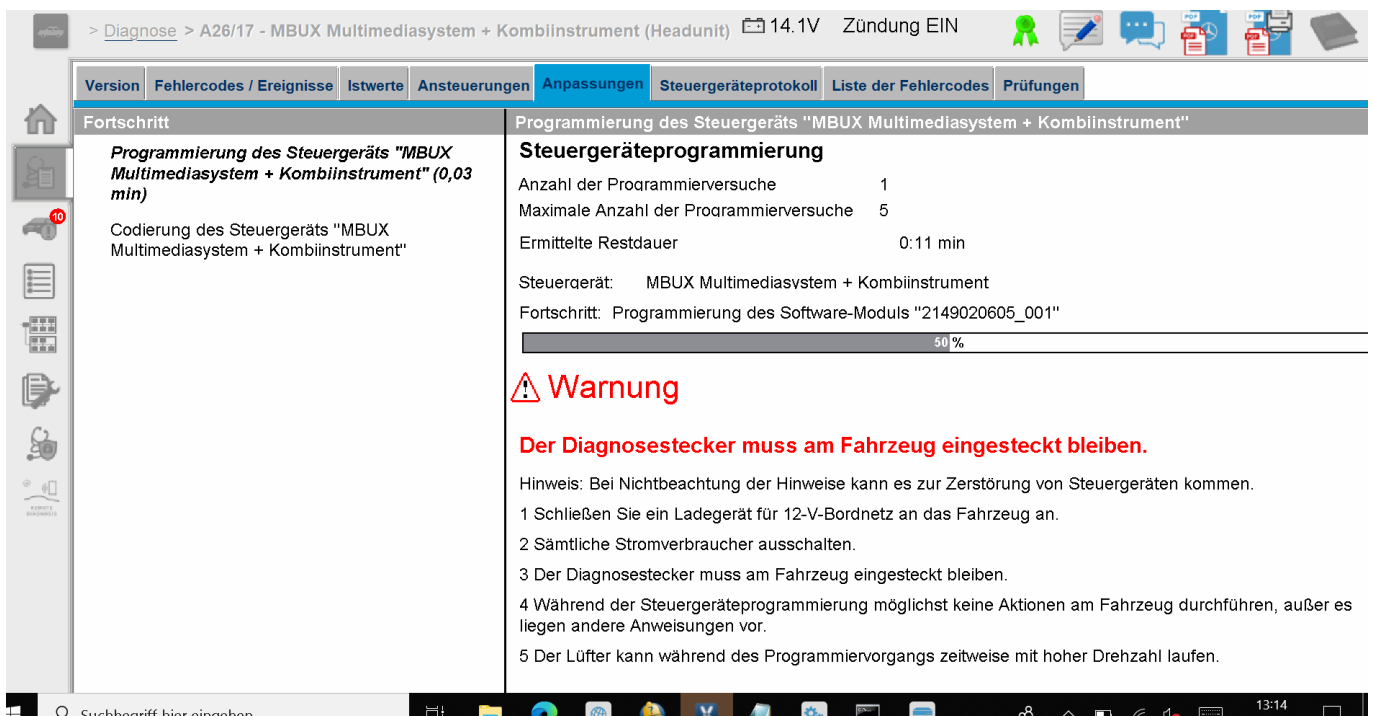 > Diagnose > A26/17 - MBUX Multimediasystem + Kombiinstrument (Headunit) 14.1V Zündung EIN
Version Fehlercodes / Ereignisse Istwerte Ansteuerungen Anpassungen Steuergeräteprotokoll Liste der Fehlercodes Prüfungen
Fortschritt
Programmierung des Steuergeräts "MBUX
Multimediasystem + Kombiinstrument" (0,03
min)
Codierung des Steuergeräts "MBUX
Multimediasystem + Kombiinstrument"
10
Programmierung des Steuergeräts "MBUX Multimediasystem + Kombiinstrument"
Steuergeräteprogrammierung
Anzahl der Programmierversuche 1
Maximale Anzahl der Programmierversuche 5
Ermittelte Restdauer 0:11 min
Steuergerät: MBUX Multimediasystem + Kombiinstrument
Fortschritt: Programmierung des Software-Moduls "2149020605_001"
50 %
Warnung
Der Diagnosestecker muss am Fahrzeug eingesteckt bleiben.
Hinweis: Bei Nichtbeachtung der Hinweise kann es zur Zerstörung von Steuergeräten kommen.
1 Schließen Sie ein Ladegerät für 12-V-Bordnetz an das Fahrzeug an.
2 Sämtliche Stromverbraucher ausschalten.
3 Der Diagnosestecker muss am Fahrzeug eingesteckt bleiben.
4 Während der Steuergeräteprogrammierung möglichst keine Aktionen am Fahrzeug durchführen, außer es
liegen andere Anweisungen vor.
5 Der Lüfter kann während des Programmiervorgangs zeitweise mit hoher Drehzahl laufen.
Suchbegriff hier eingeben
13:14